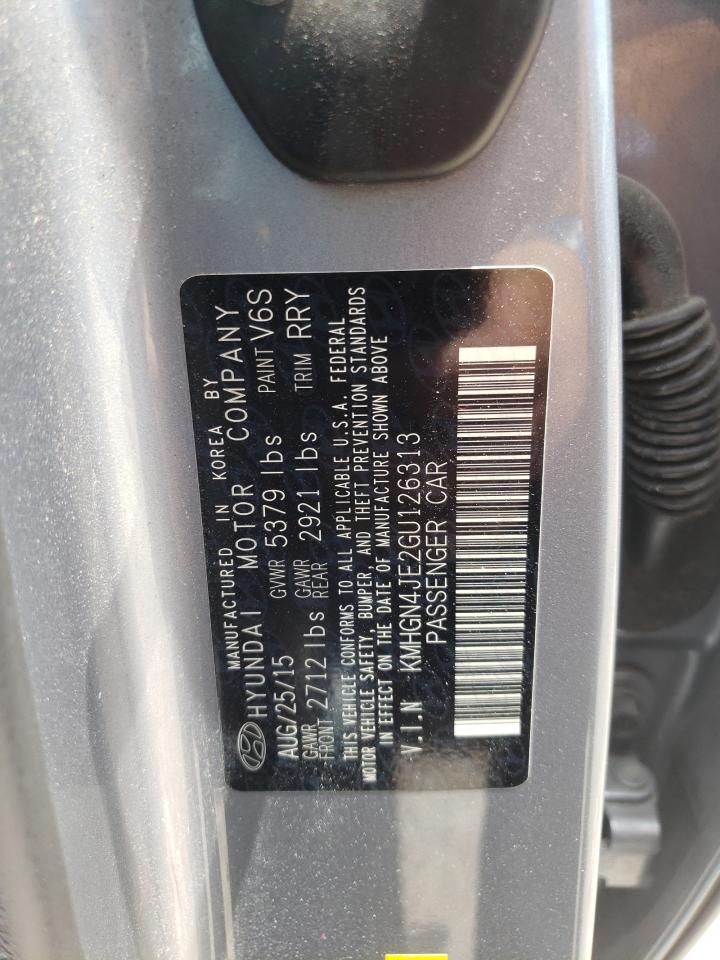 MANUFACTURED IN KOREA BY
HYUNDAI MOTOR COMPANY
AUG/25/15 GVWR 5379 lbs PAINT V6S
GAWR FRONT 2712 lbs GAWR REAR 2921 lbs TRIM RRY
THIS VEHICLE CONFORMS TO ALL APPLICABLE U.S.A. FEDERAL
MOTOR VEHICLE SAFETY, BUMPER, AND THEFT PREVENTION STANDARDS
IN EFFECT ON THE DATE OF MANUFACTURE SHOWN ABOVE
V.I.N KMHGN4JE2GU126313
PASSENGER CAR